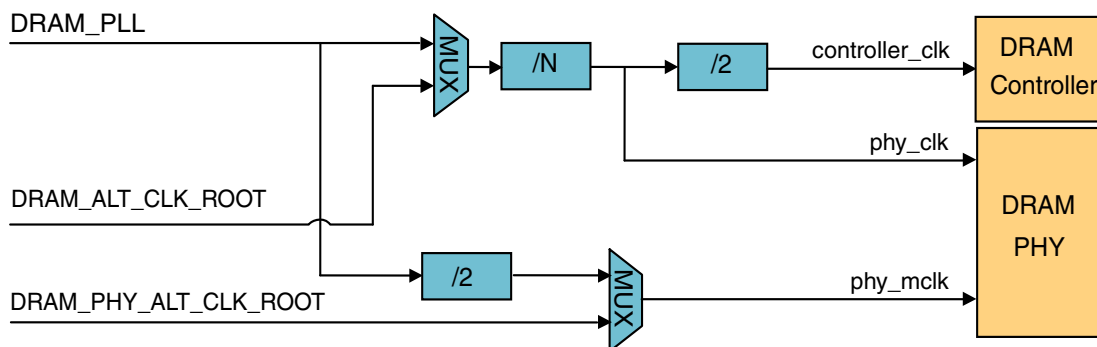 DRAM_PLL
MUX
/N
/2
controller_clk
DRAM
Controller
phy_clk
DRAM_ALT_CLK_ROOT
DRAM
PHY
/2
MUX
phy_mclk
DRAM_PHY_ALT_CLK_ROOT